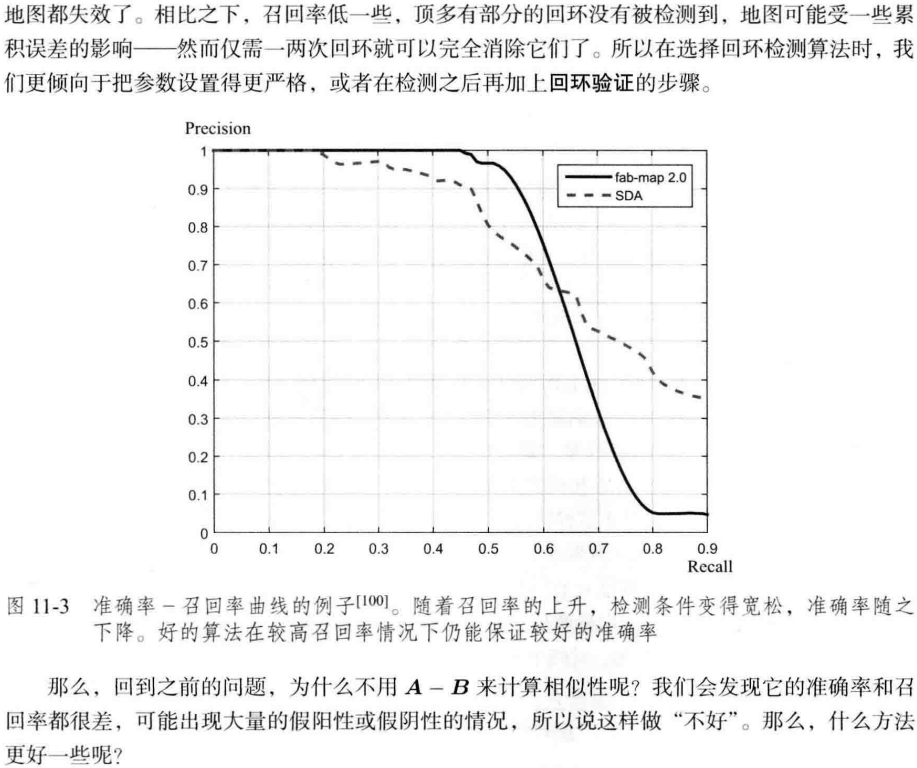 地图都失效了。相比之下，召回率低一些，顶多有部分的回环没有被检测到，地图可能受一些累
积误差的影响——然而仅需一两次回环就可以完全消除它们了。所以在选择回环检测算法时，我
们更倾向于把参数设置得更严格，或者在检测之后再加上回环验证的步骤。
Precision
1
0.9
0.8
0.7
0.6
0.5
0.4
0.3
0.2
0.1
0
fab-map 2.0
SDA
0 0.1 0.2 0.3 0.4 0.5 0.6 0.7 0.8 0.9
Recall
图 11-3 准确率－召回率曲线的例子[100]。随着召回率的上升，检测条件变得宽松，准确率随之
下降。好的算法在较高召回率情况下仍能保证较好的准确率
那么，回到之前的问题，为什么不用 A − B 来计算相似性呢？我们会发现它的准确率和召
回率都很差，可能出现大量的假阳性或假阴性的情况，所以说这样做“不好”。那么，什么方法
更好一些呢？